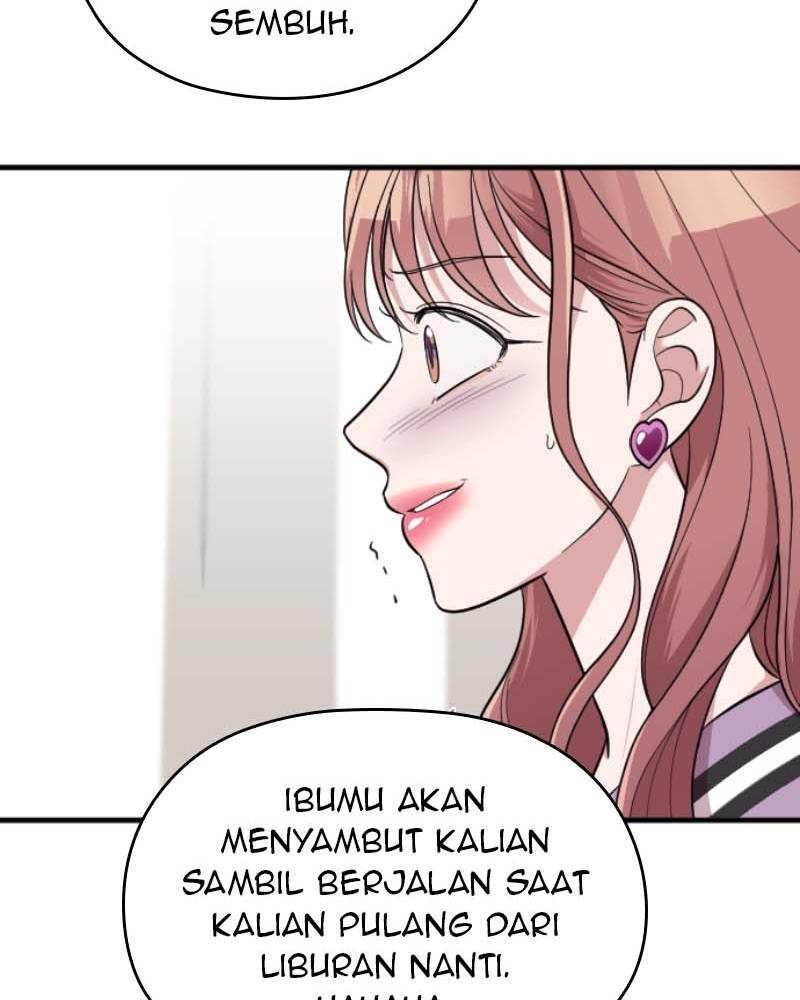 SEMBUH.
IBUMU AKAN
MENYAMBUT KALIAN
SAMBIL BERJALAN SAAT
KALIAN PULANG DARI
LIBURAN NANTI.